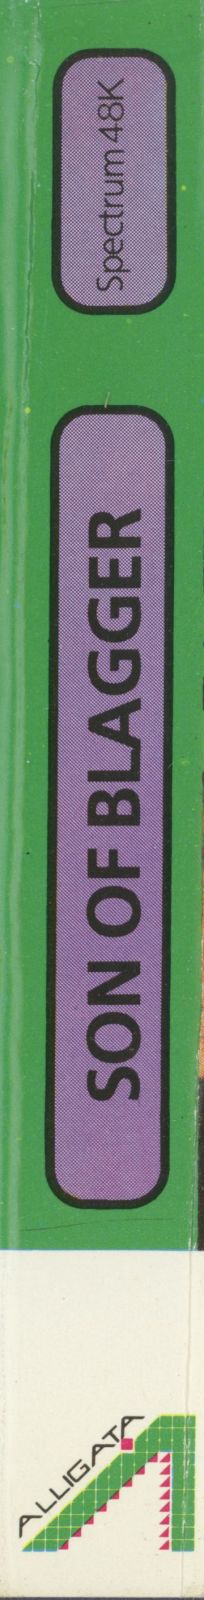 Spectrum 48K
SON OF BLAGGER
ALLIGATA